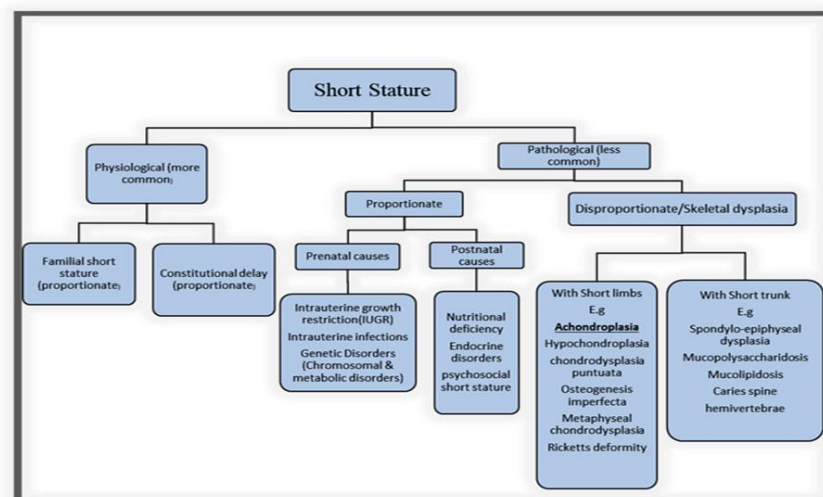 Short Stature
Physiological (more
common)
Pathological (less
common)
Proportionate
Disproportionate/Skeletal dysplasia
Familial short
stature
(proportionate)
Constitutional delay
(proportionate)
Prenatal causes
Postnatal
causes
Intrauterine growth
restriction(IUGR)
Intrauterine infections
Genetic Disorders
(Chromosomal &
metabolic disorders)
Nutritional
deficiency
Endocrine
disorders
psychosocial
short stature
With Short limbs
E.g
Achondroplasia
Hypochondroplasia
chondrodysplasia
puntuata
Osteogenesis
imperfecta
Metaphyseal
chondrodysplasia
Ricketts deformity
With Short trunk
E.g
Spondylo-epiphyseal
dysplasia
Mucopolysaccharidosis
Mucolipidosis
Caries spine
hemivertebrae